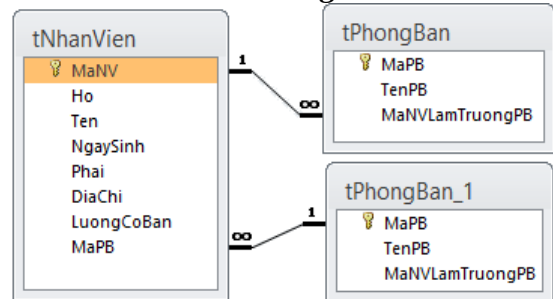 tNhanVien
MaNV
Ho
Ten
NgaySinh
Phai
DiaChi
LuongCoBan
MaPB
1
∞
∞
1
tPhongBan
MaPB
TenPB
MaNVLamTruongPB
tPhongBan_1
MaPB
TenPB
MaNVLamTruongPB